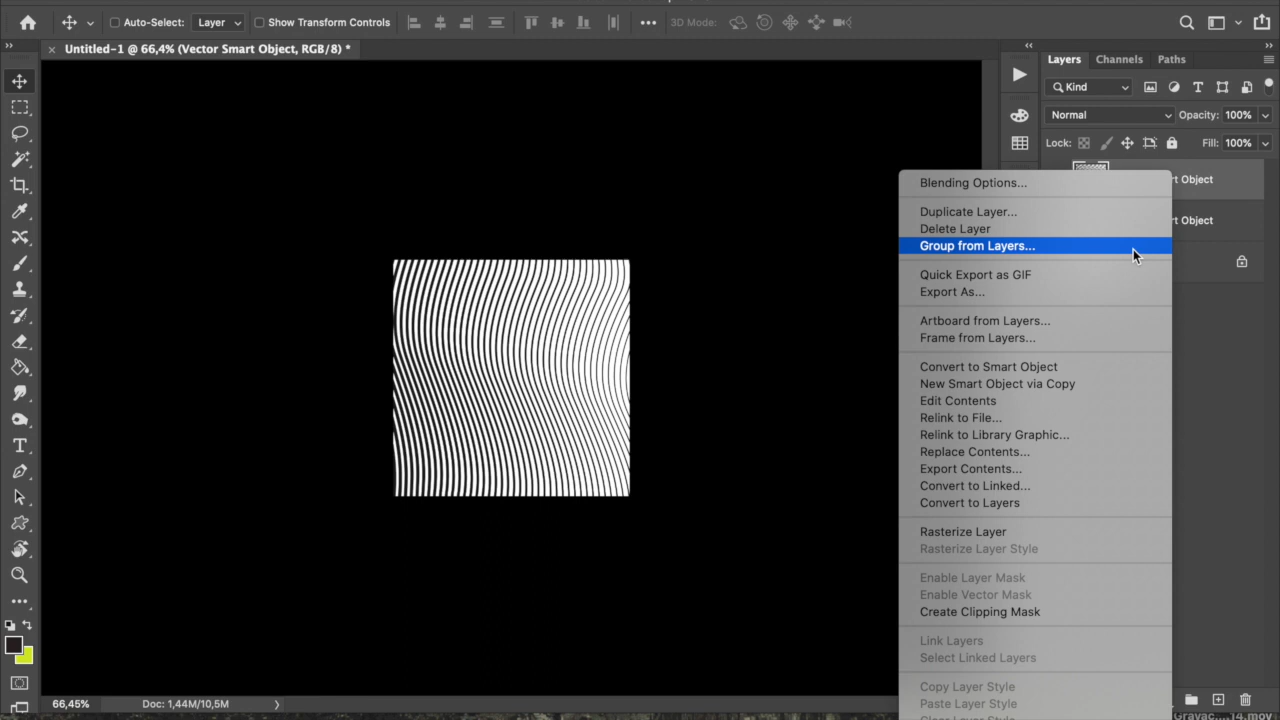 Auto-Select: Layer Show Transform Controls 3D Mode:
Untitled-1 @ 66,4% (Vector Smart Object, RGB/8) *
Layers Channels Paths
Kind
Normal Opacity: 100%
Lock: Fill: 100%
rt Object
rt Object
Blending Options...
Duplicate Layer...
Delete Layer
Group from Layers...
Quick Export as GIF
Export As...
Artboard from Layers...
Frame from Layers...
Convert to Smart Object
New Smart Object via Copy
Edit Contents
Relink to File...
Relink to Library Graphic...
Replace Contents...
Export Contents...
Convert to Linked...
Convert to Layers
Rasterize Layer
Rasterize Layer Style
Enable Layer Mask
Enable Vector Mask
Create Clipping Mask
Link Layers
Select Linked Layers
Copy Layer Style
Paste Layer Style
66,45% Doc: 1,44M/10,5M